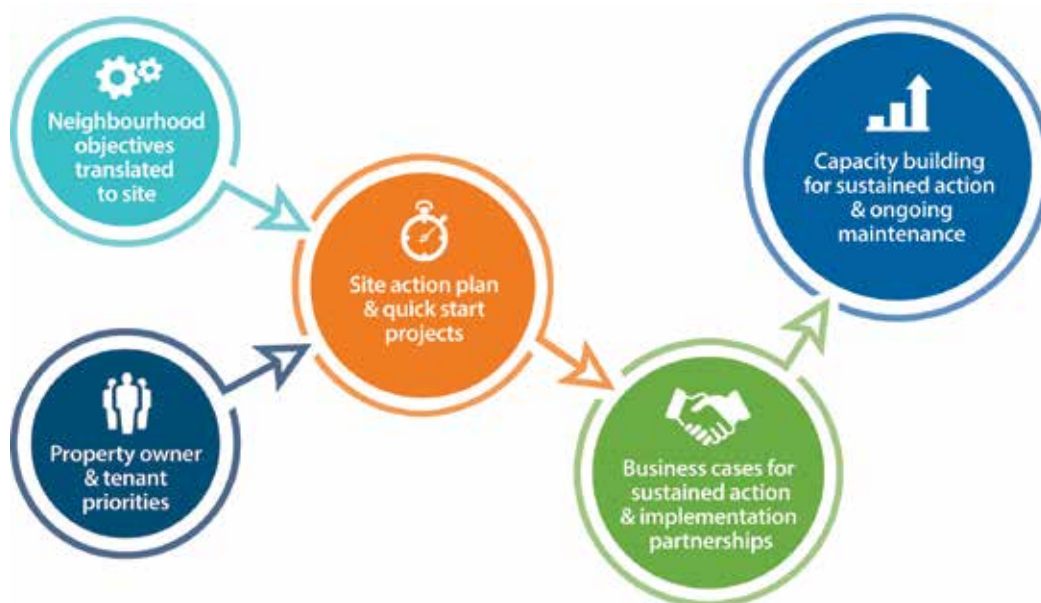 Neighbourhood
objectives
translated
to site
Property owner
& tenant
priorities
Site action plan
& quick start
projects
Business cases for
sustained action
& implementation
partnerships
Capacity building
for sustained action
& ongoing
maintenance